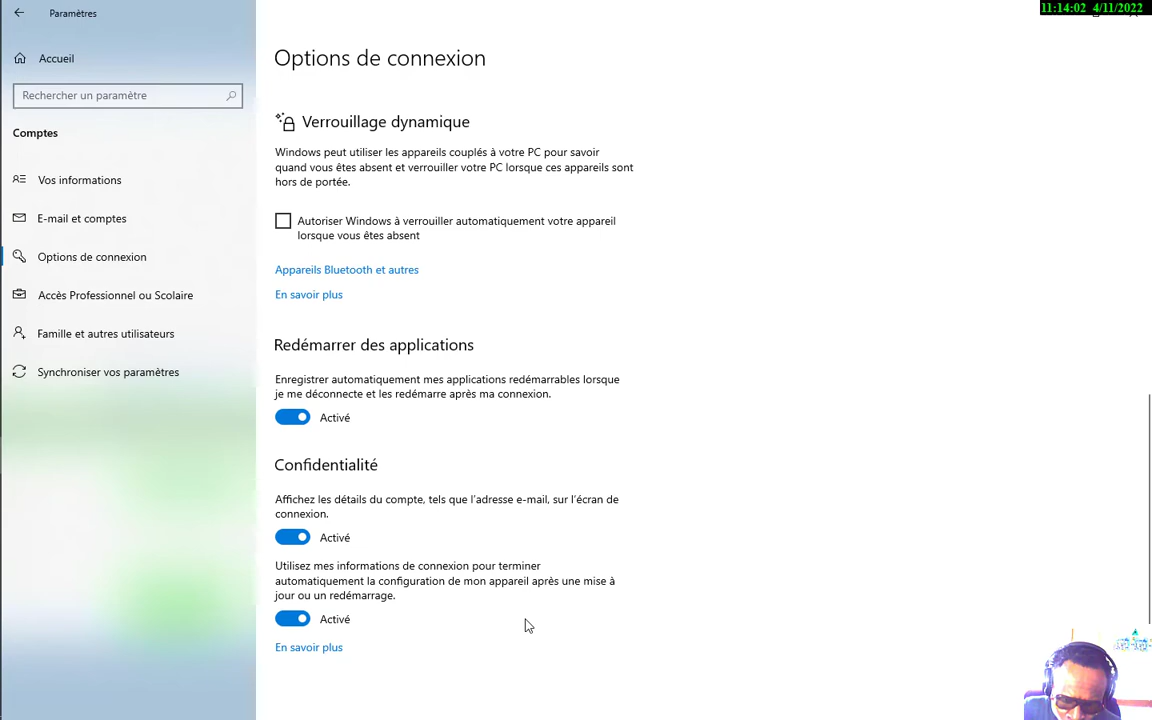 Paramètres
11:14:02 4/11/2022
Accueil
Options de connexion
Rechercher un paramètre
Comptes
Vos informations
E-mail et comptes
Options de connexion
Accès Professionnel ou Scolaire
Famille et autres utilisateurs
Synchroniser vos paramètres
Verrouillage dynamique
Windows peut utiliser les appareils couplés à votre PC pour savoir
quand vous êtes absent et verrouiller votre PC lorsque ces appareils sont
hors de portée.
Autoriser Windows à verrouiller automatiquement votre appareil
lorsque vous êtes absent
Appareils Bluetooth et autres
En savoir plus
Redémarrer des applications
Enregistrer automatiquement mes applications redémarrables lorsque
je me déconnecte et les redémarre après ma connexion.
Activé
Confidentialité
Affichez les détails du compte, tels que l'adresse e-mail, sur l'écran de
connexion.
Activé
Utilisez mes informations de connexion pour terminer
automatiquement la configuration de mon appareil après une mise à
jour ou un redémarrage.
Activé
En savoir plus